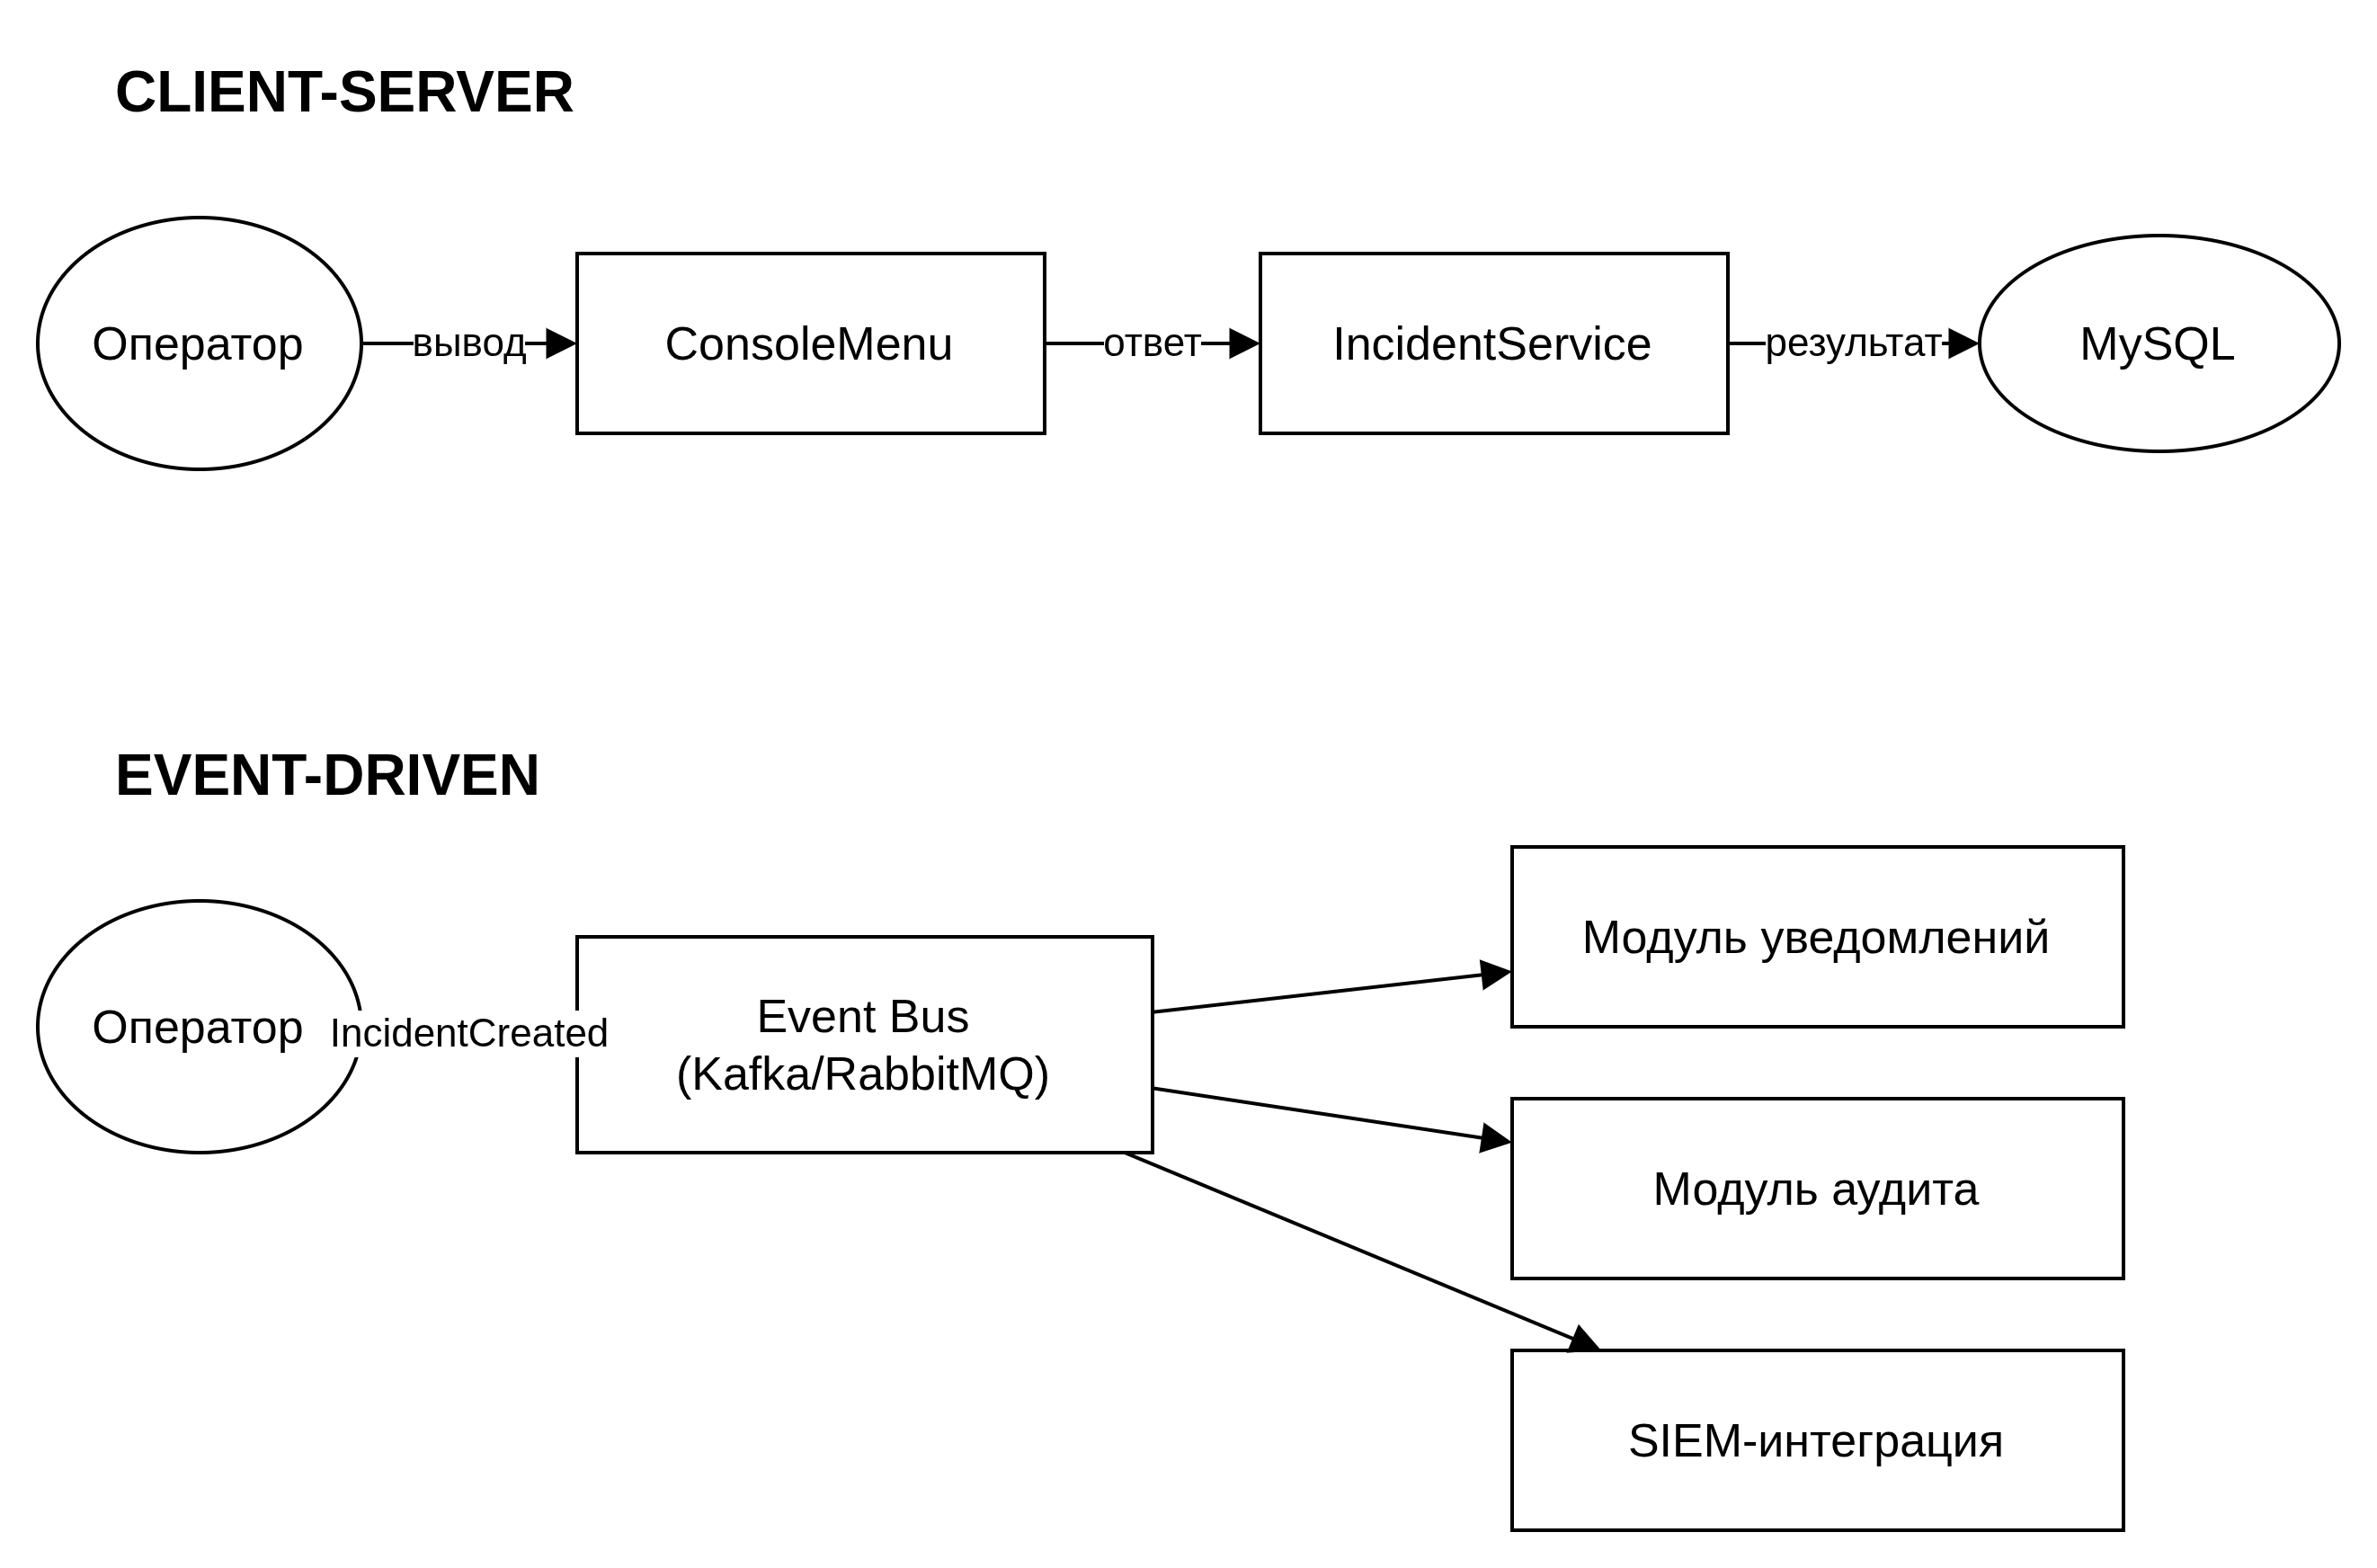 CLIENT-SERVER
Оператор
вывод
ConsoleMenu
ответ
IncidentService
результат
MySQL
EVENT-DRIVEN
Оператор
IncidentCreated
Event Bus
(Kafka/RabbitMQ)
Модуль уведомлений
Модуль аудита
SIEM-интеграция